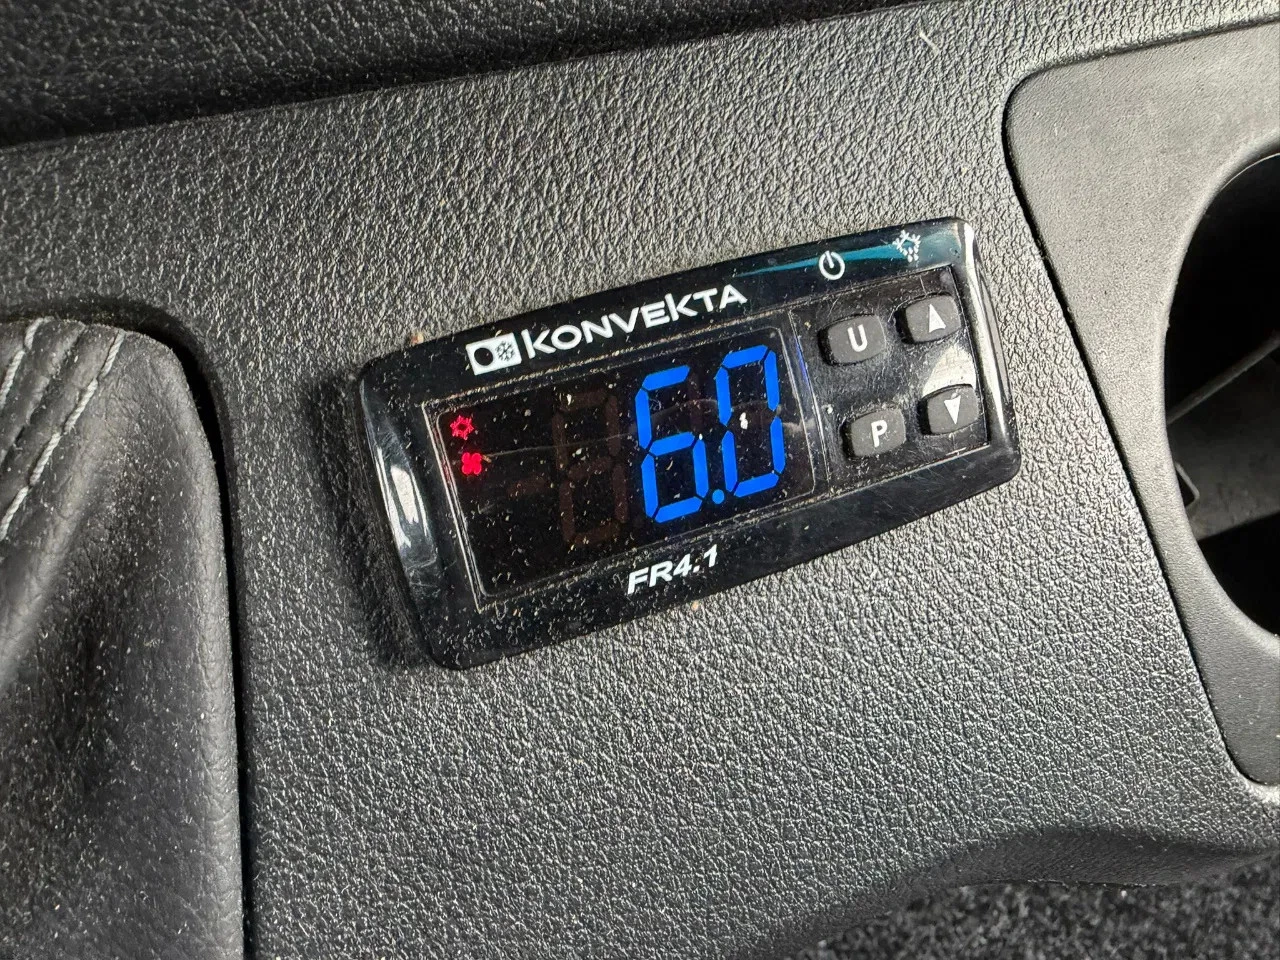 KONVEKTA
6.0
U
P
FR4.1